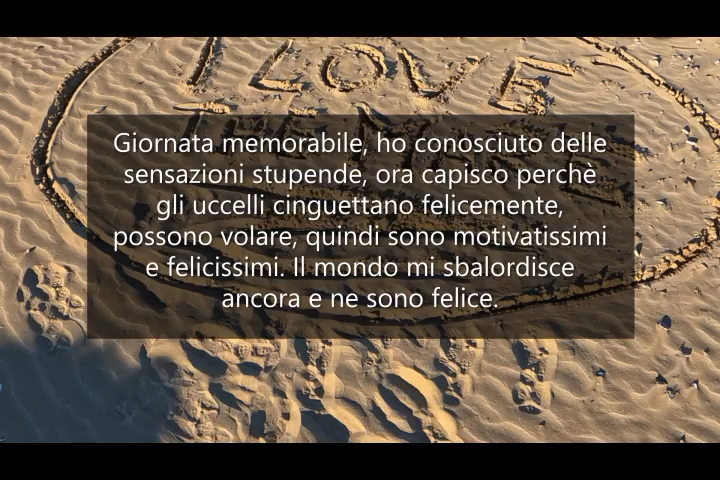 I LOVE
Giornata memorabile, ho conosciuto delle
sensazioni stupende, ora capisco perchè
gli uccelli cinguettano felicemente,
possono volare, quindi sono motivatissimi
e felicissimi. Il mondo mi sbalordisce
ancora e ne sono felice.